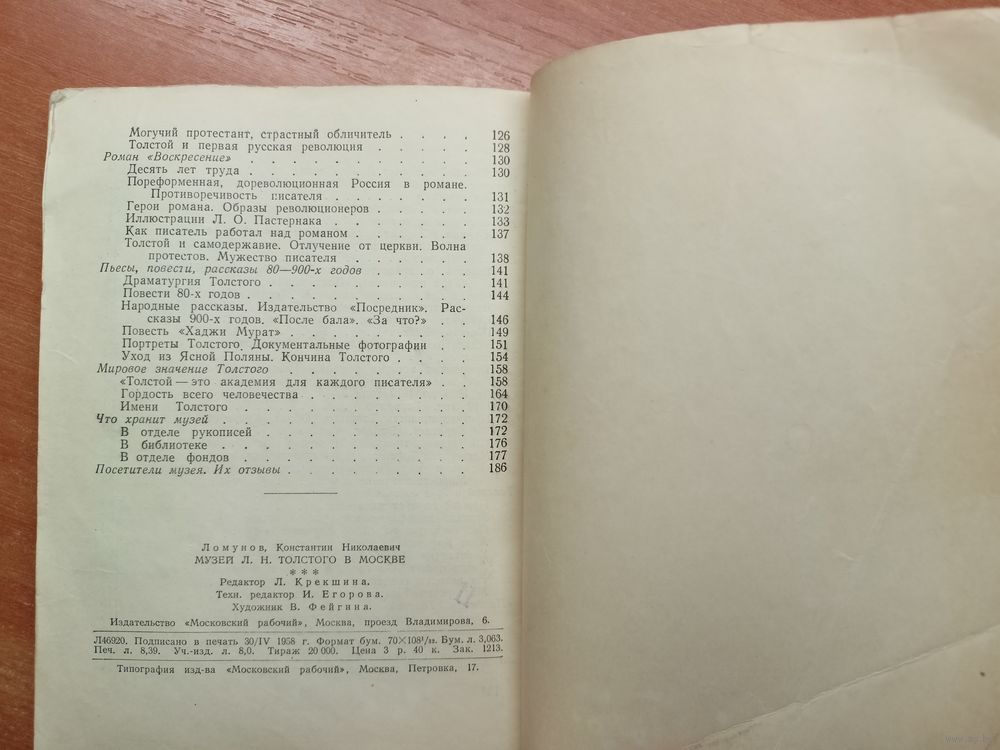 Могучий протестант, страстный обличитель . . . . 126
Толстой и первая русская революция . . . . . 128
Роман «Воскресение» . . . . . . . . . . 130
Десять лет труда . . . . . . . . . . 130
Пореформенная, дореволюционная Россия в романе.
Противоречивость писателя . . . . . . . 131
Герои романа. Образы революционеров . . . . . 132
Иллюстрации Л. О. Пастернака . . . . . . . 133
Как писатель работал над романом . . . . . . 137
Толстой и самодержавие. Отлучение от церкви. Волна
протестов. Мужество писателя . . . . . . 138
Пьесы, повести, рассказы 80—900-х годов . . . . . 141
Драматургия Толстого . . . . . . . . . 141
Повести 80-х годов . . . . . . . . . . 144
Народные рассказы. Издательство «Посредник». Рас-
сказы 900-х годов. «После бала». «За что?» . . 146
Повесть «Хаджи Мурат» . . . . . . . . 149
Портреты Толстого. Документальные фотографии . . 151
Уход из Ясной Поляны. Кончина Толстого . . . . 154
Мировое значение Толстого . . . . . . . . 158
«Толстой — это академия для каждого писателя» . . 158
Гордость всего человечества . . . . . . . 164
Имени Толстого . . . . . . . . . . 170
Что хранит музей . . . . . . . . . . . 172
В отделе рукописей . . . . . . . . . 172
В библиотеке . . . . . . . . . . . 176
В отделе фондов . . . . . . . . . . 177
Посетители музея. Их отзывы . . . . . . . . 186
Ломунов, Константин Николаевич
МУЗЕЙ Л. Н. ТОЛСТОГО В МОСКВЕ
* * *
Редактор Л. Крекшина.
Техн. редактор И. Егорова.
Художник В. Фейгина.
Издательство «Московский рабочий», Москва, проезд Владимирова, 6.
Л46920. Подписано в печать 30/IV 1958 г. Формат бум. 70×108¹/₃₂. Бум. л. 3,063.
Печ. л. 8,39. Уч.-изд. л. 8,0. Тираж 20 000. Цена 3 р. 40 к. Зак. 1213.
Типография изд-ва «Московский рабочий», Москва, Петровка, 17.